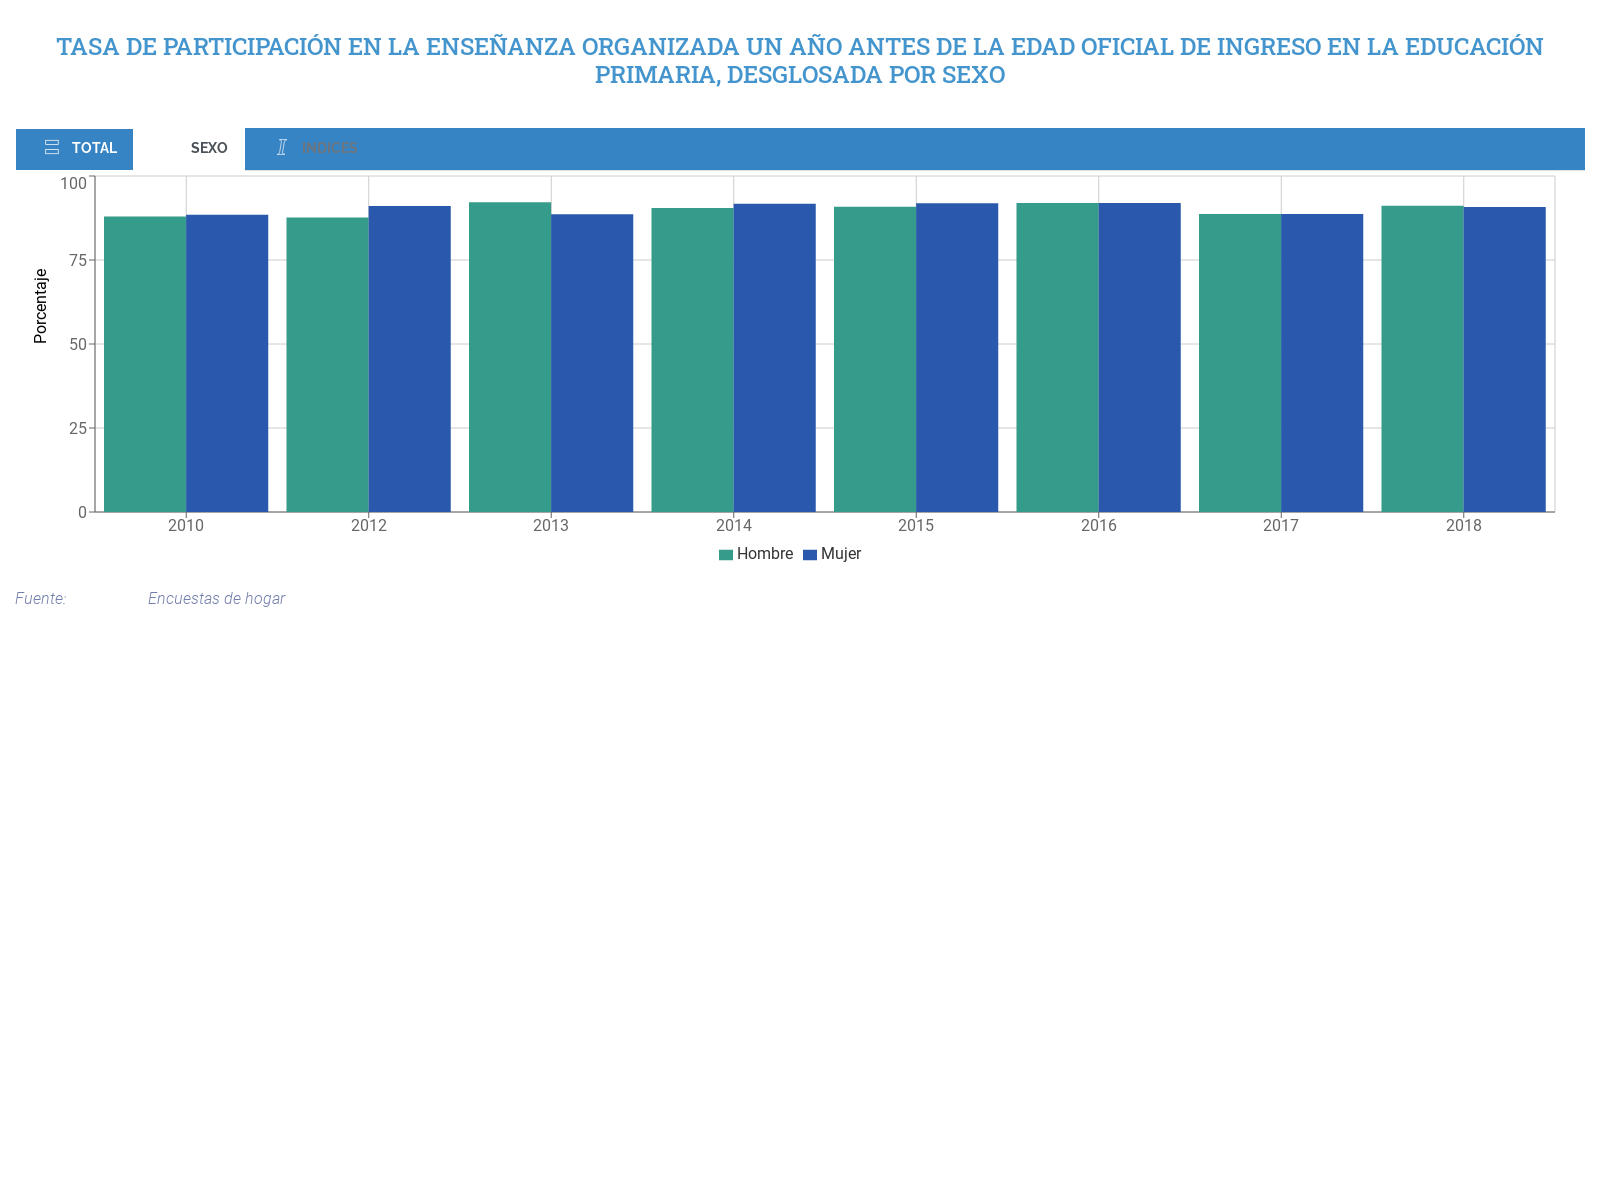 TASA DE PARTICIPACIÓN EN LA ENSEÑANZA ORGANIZADA UN AÑO ANTES DE LA EDAD OFICIAL DE INGRESO EN LA EDUCACIÓN
PRIMARIA, DESGLOSADA POR SEXO
TOTAL SEXO ÍNDICES
100
75
50
25
0
Porcentaje
2010 2012 2013 2014 2015 2016 2017 2018
Hombre Mujer
Fuente: Encuestas de hogar